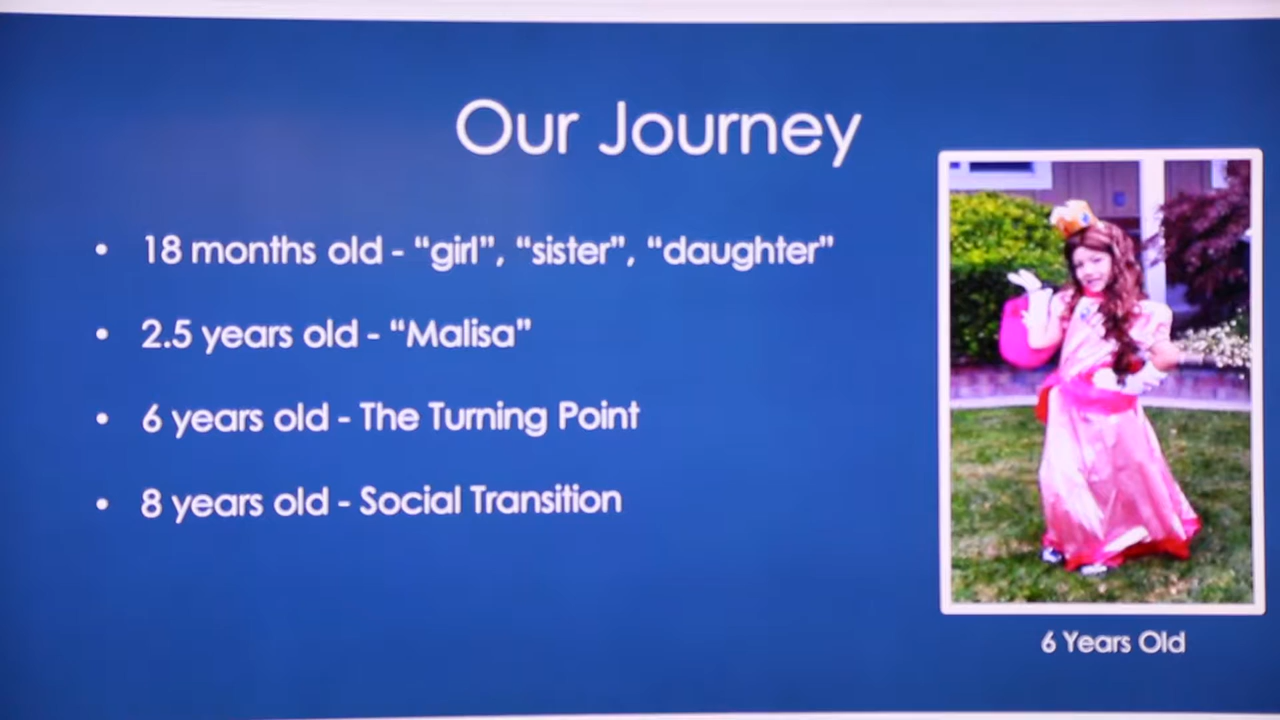 Our Journey
• 18 months old - “girl”, “sister”, “daughter”
• 2.5 years old - “Malisa”
• 6 years old - The Turning Point
• 8 years old - Social Transition
6 Years Old